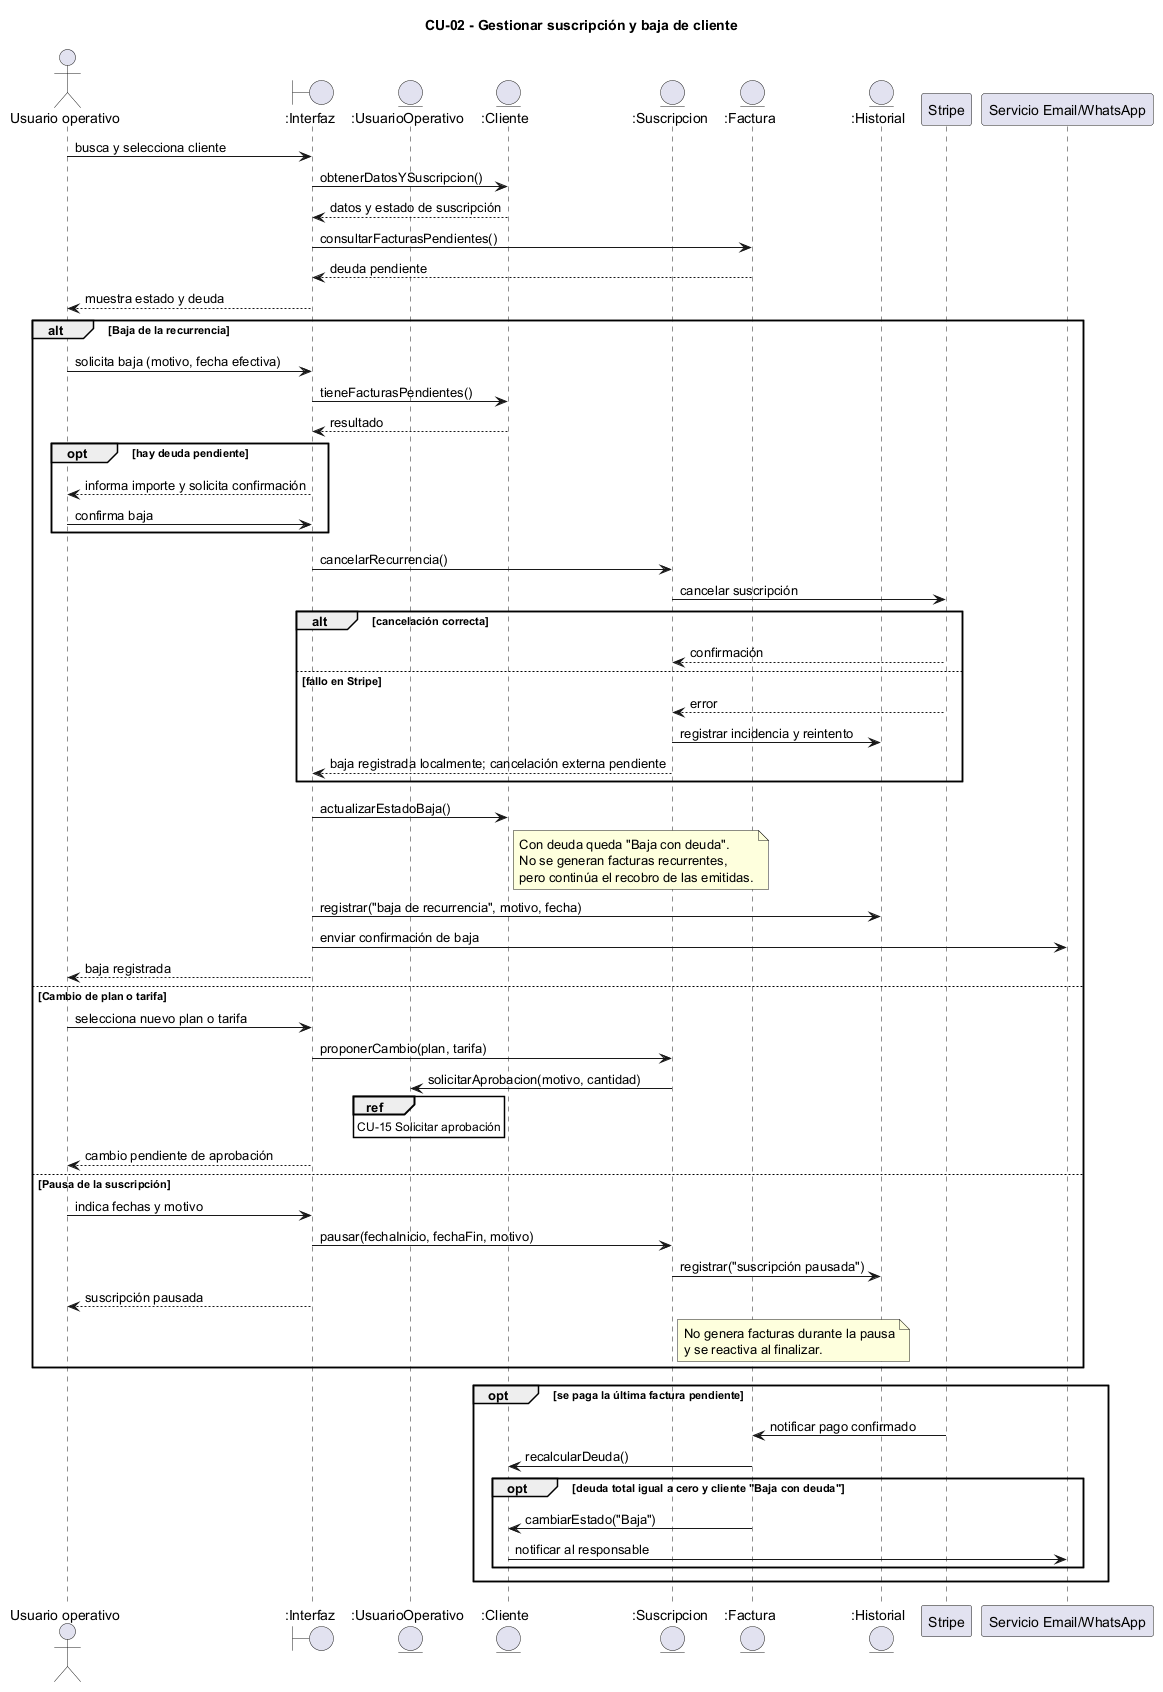 CU-02 - Gestionar suscripción y baja de cliente
Usuario operativo
:Interfaz
:UsuarioOperativo
:Cliente
:Suscripcion
:Factura
:Historial
Stripe
Servicio Email/WhatsApp
busca y selecciona cliente
obtenerDatosYSuscripcion()
datos y estado de suscripción
consultarFacturasPendientes()
deuda pendiente
muestra estado y deuda
alt [Baja de la recurrencia]
solicita baja (motivo, fecha efectiva)
tieneFacturasPendientes()
resultado
opt [hay deuda pendiente]
informa importe y solicita confirmación
confirma baja
cancelarRecurrencia()
cancelar suscripción
alt [cancelación correcta]
confirmación
[fallo en Stripe]
error
registrar incidencia y reintento
baja registrada localmente; cancelación externa pendiente
actualizarEstadoBaja()
Con deuda queda "Baja con deuda".
No se generan facturas recurrentes,
pero continúa el recobro de las emitidas.
registrar("baja de recurrencia", motivo, fecha)
enviar confirmación de baja
baja registrada
[Cambio de plan o tarifa]
selecciona nuevo plan o tarifa
proponerCambio(plan, tarifa)
solicitarAprobacion(motivo, cantidad)
ref
CU-15 Solicitar aprobación
cambio pendiente de aprobación
[Pausa de la suscripción]
indica fechas y motivo
pausar(fechaInicio, fechaFin, motivo)
registrar("suscripción pausada")
suscripción pausada
No genera facturas durante la pausa
y se reactiva al finalizar.
opt [se paga la última factura pendiente]
notificar pago confirmado
recalcularDeuda()
opt [deuda total igual a cero y cliente "Baja con deuda"]
cambiarEstado("Baja")
notificar al responsable
Usuario operativo
:Interfaz
:UsuarioOperativo
:Cliente
:Suscripcion
:Factura
:Historial
Stripe
Servicio Email/WhatsApp